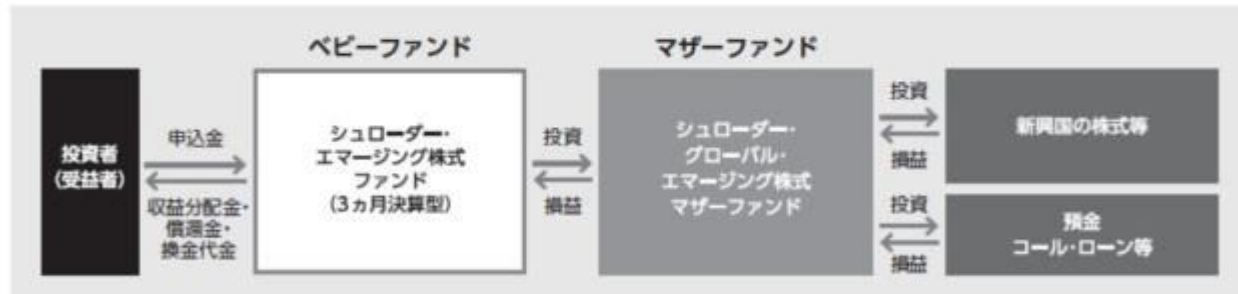 ベビーファンド
マザーファンド
投資者
(受益者)
申込金
収益分配金・
償還金・
換金代金
シュローダー・
エマージング株式
ファンド
(3ヵ月決算型)
投資
損益
シュローダー・
グローバル・
エマージング株式
マザーファンド
投資
損益
新興国の株式等
投資
損益
預金
コール・ローン等